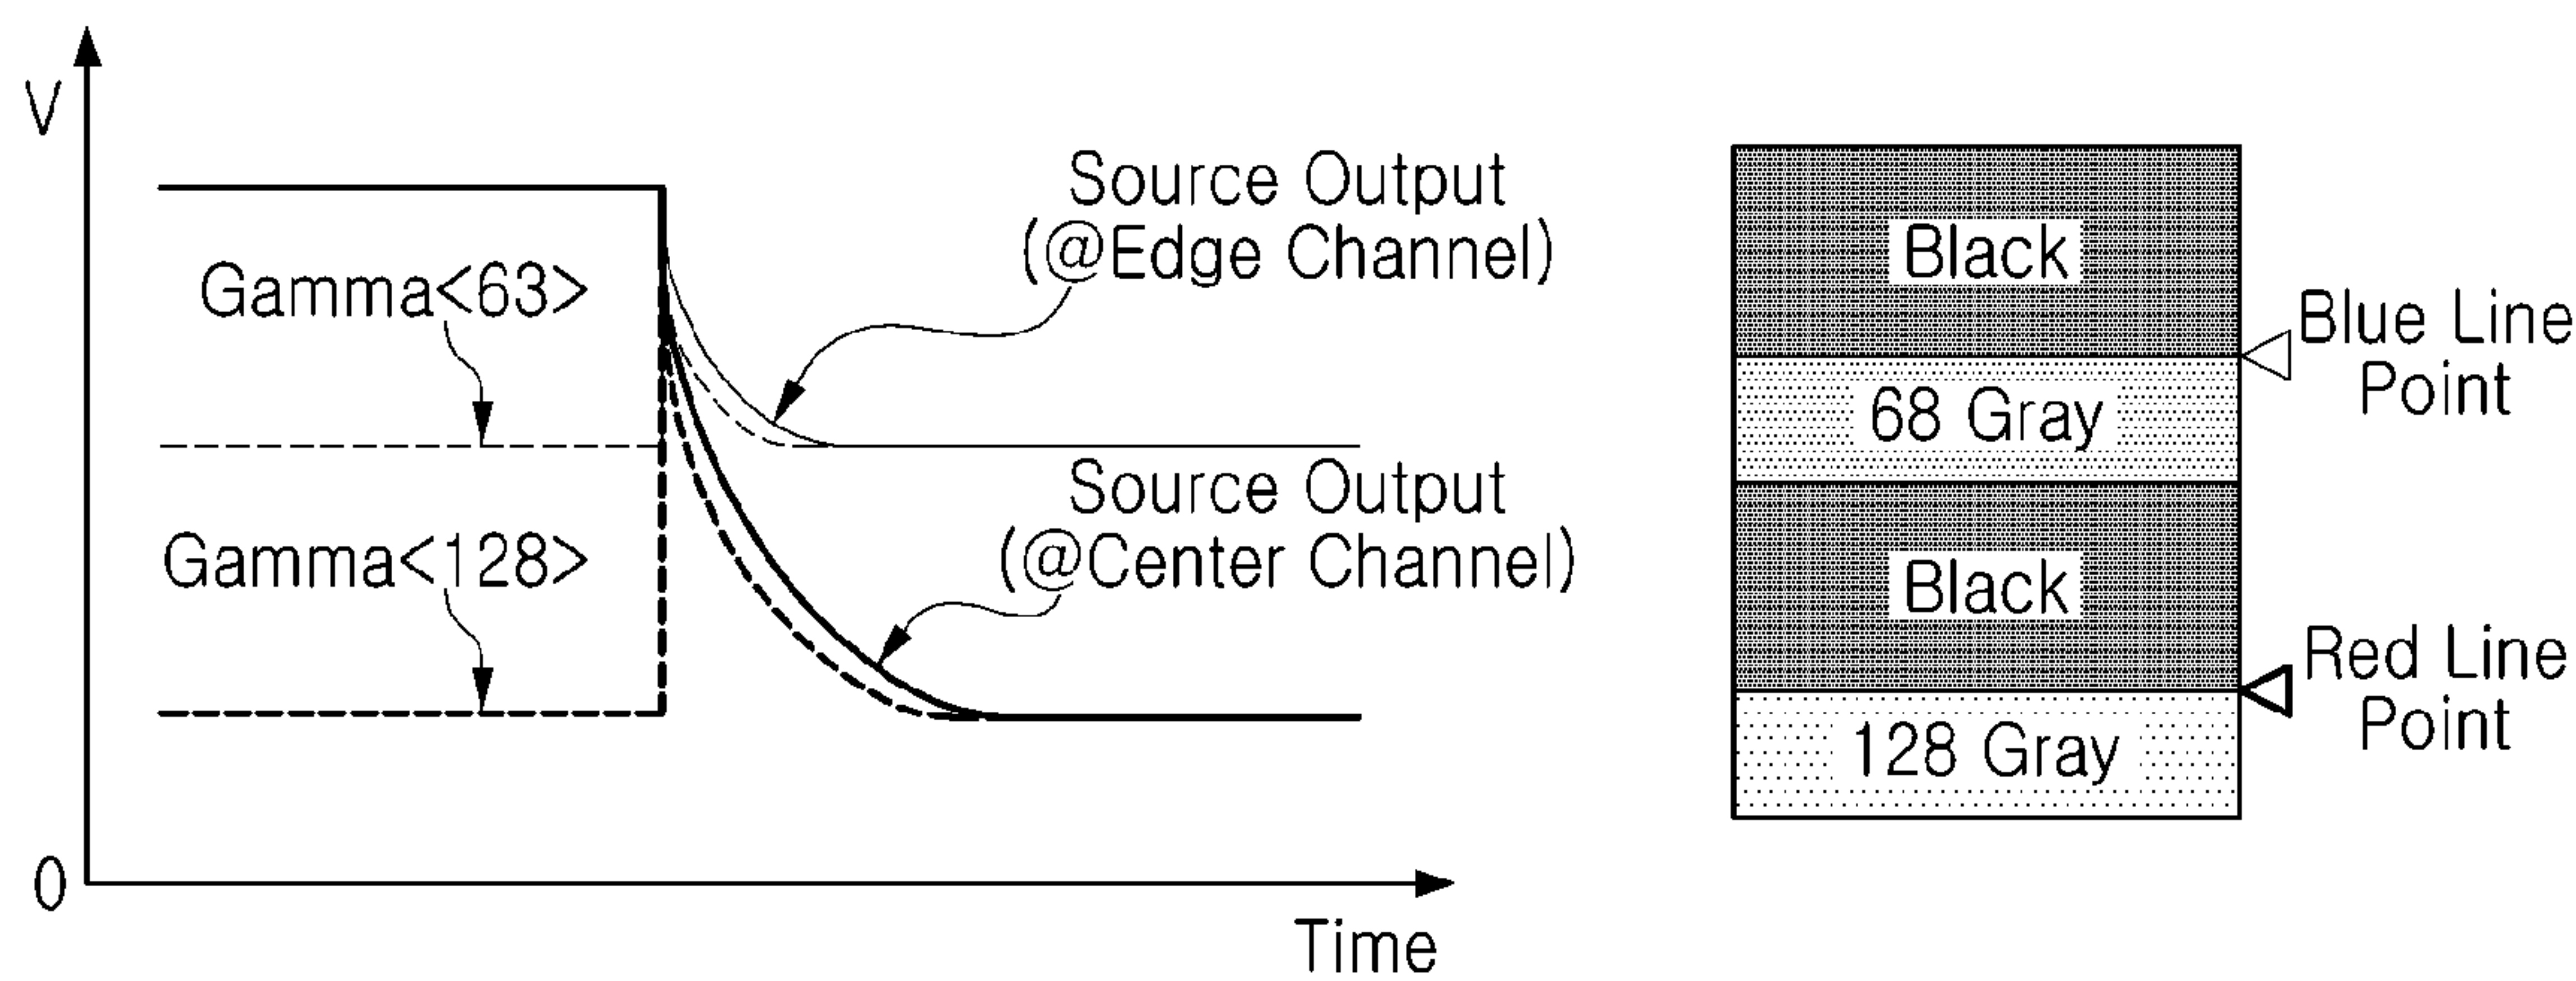 V
Source Output
(@Edge Channel)
Gamma<63>
Source Output
(@Center Channel)
Gamma<128>
0
Time
Black
Blue Line
Point
68 Gray
Black
Red Line
Point
128 Gray